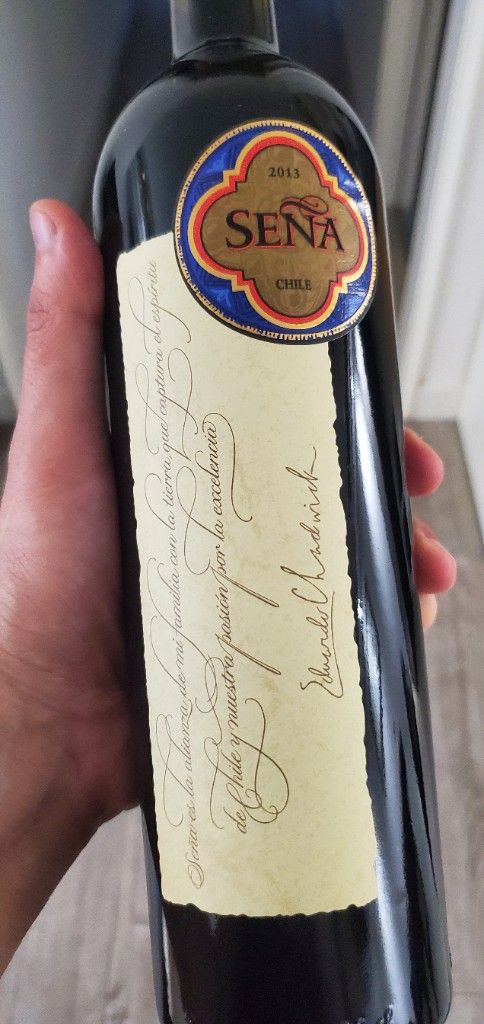 2013
SEÑA
CHILE
Seña es la alianza de mi familia con la tierra que captura el espíritu
de Chile y nuestra pasión por la excelencia
Eduardo Chadwick